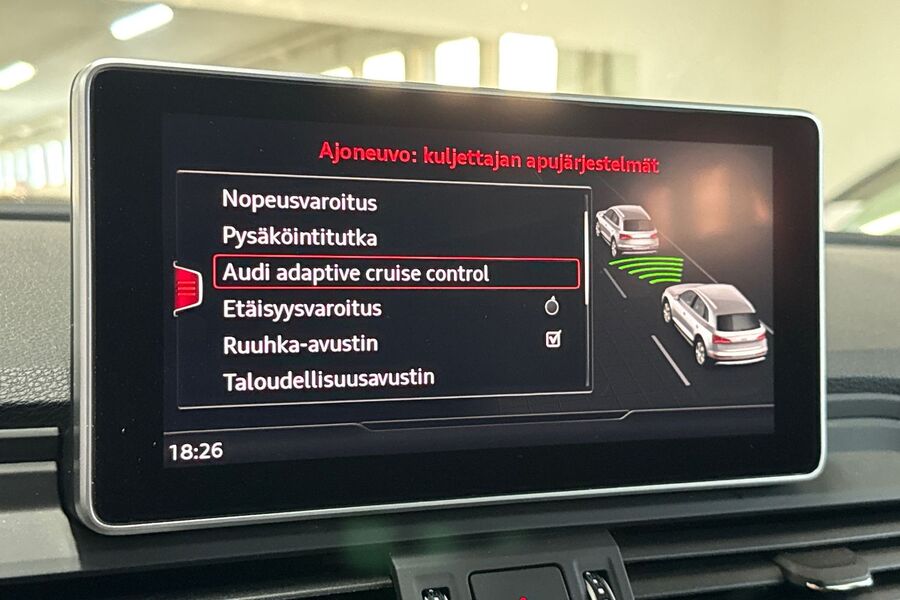 Ajoneuvo: kuljettajan apujärjestelmät
Nopeusvaroitus
Pysäköintitutka
Audi adaptive cruise control
Etäisyysvaroitus
Ruuhka-avustin
Taloudellisuusavustin
18:26